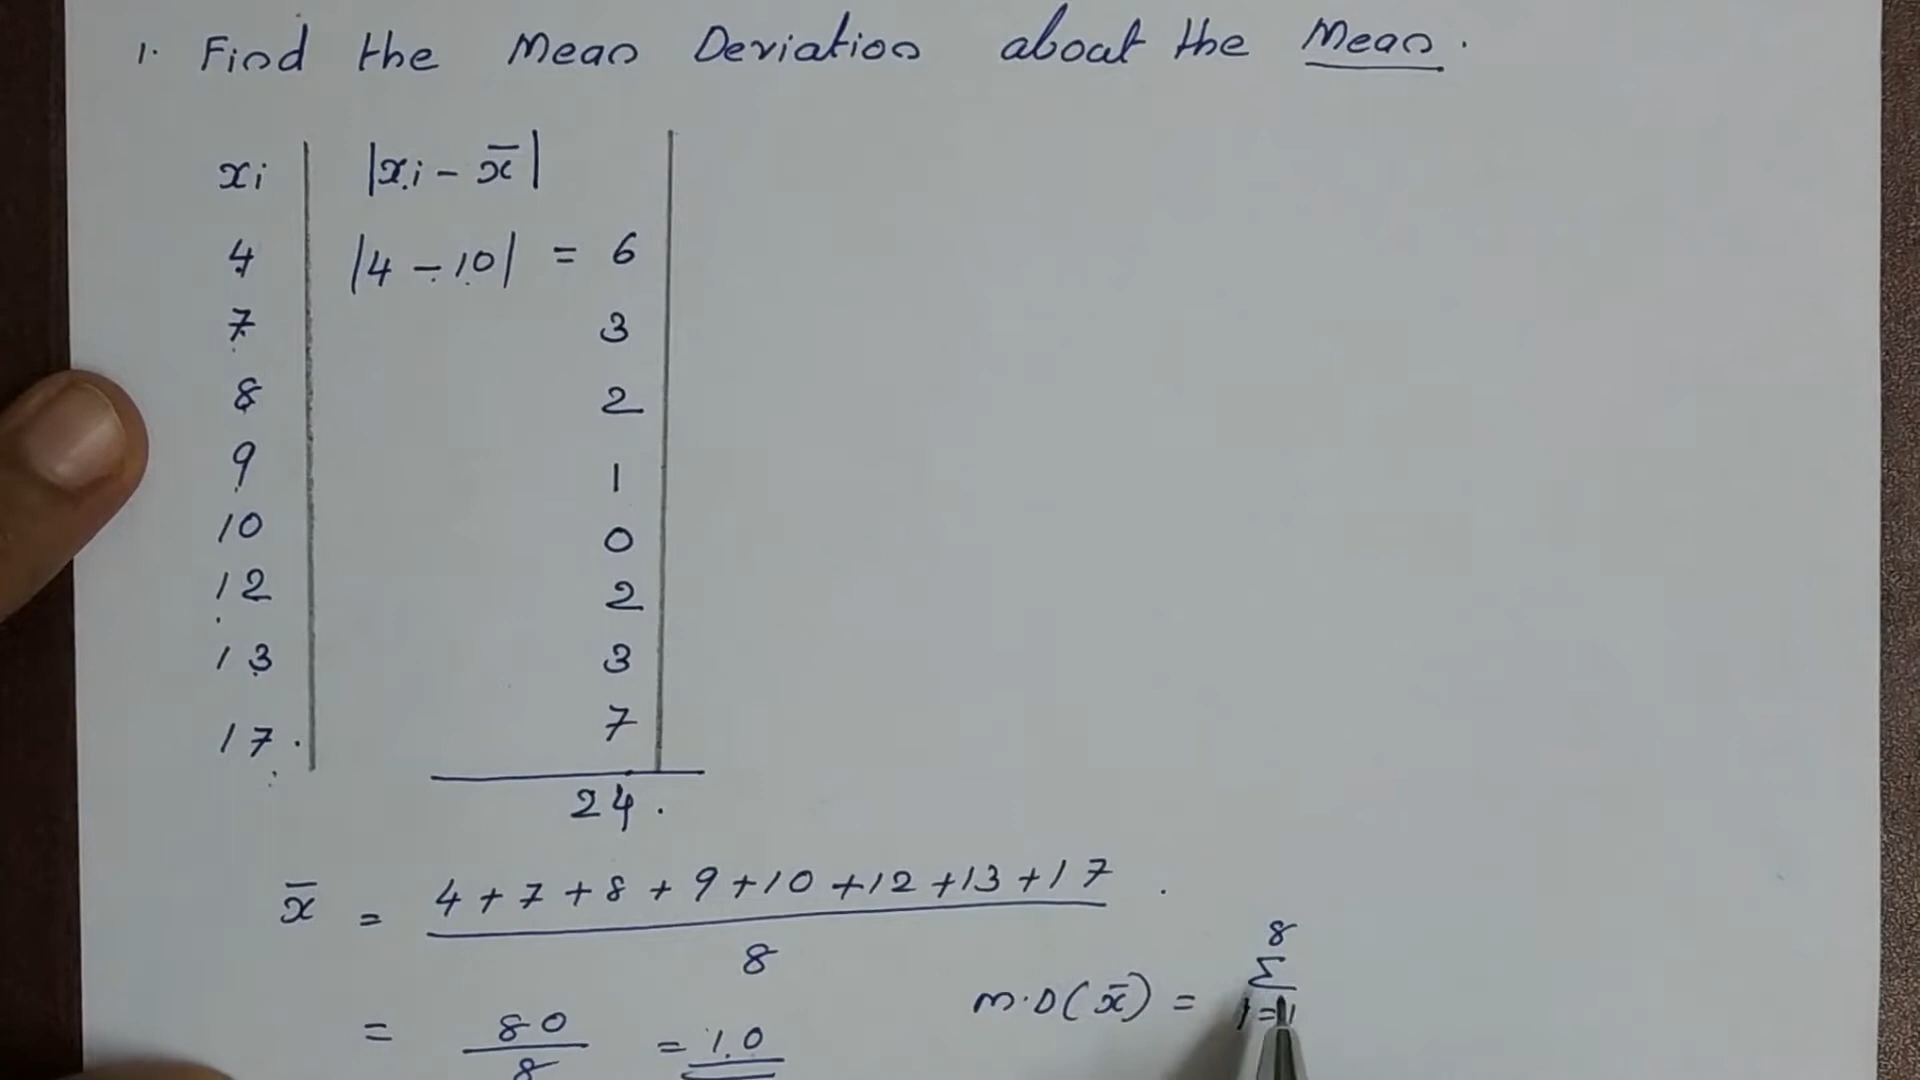 1. Find the Mean Deviation about the Mean.
xi |xi - x̄|
4 |4 - 10| = 6
7 3
8 2
9 1
10 0
12 2
13 3
17. 7
24.
x̄ = 4 + 7 + 8 + 9 + 10 + 12 + 13 + 17 / 8
= 80 / 8 = 10
M.D(x̄) = 8 Σ i=1